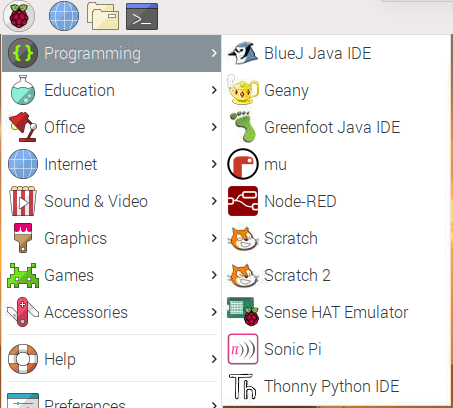 Programming
Education
Office
Internet
Sound & Video
Graphics
Games
Accessories
Help
Preferences
BlueJ Java IDE
Geany
Greenfoot Java IDE
mu
Node-RED
Scratch
Scratch 2
Sense HAT Emulator
Sonic Pi
Thonny Python IDE